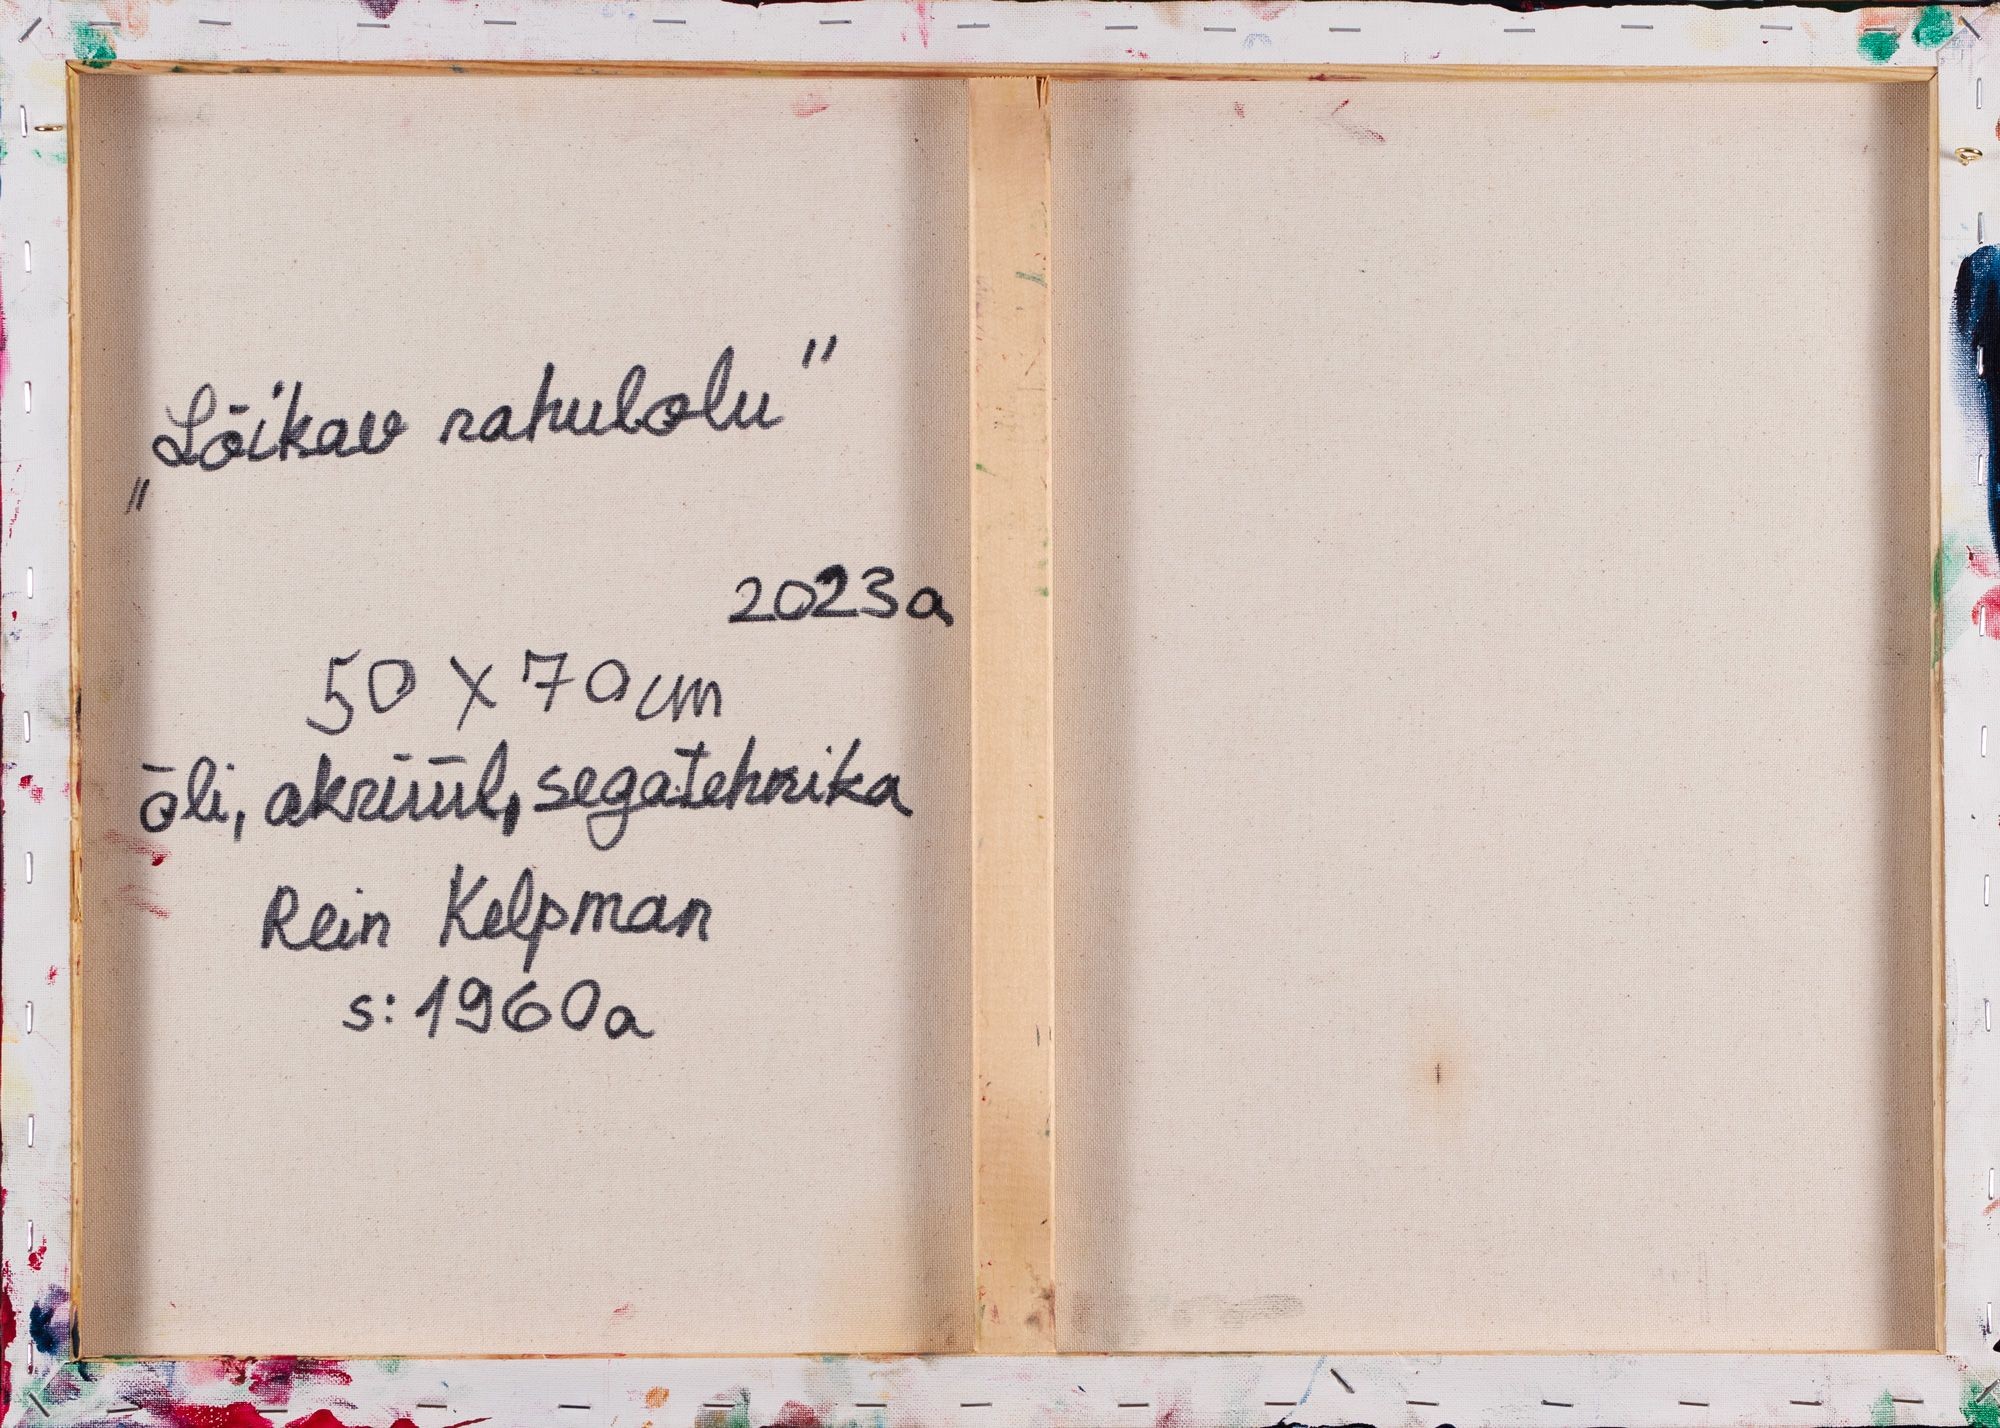 „Lõikav rahulolu"
2023a
50 x 70cm
õli, akrüül, segatehnika
Rein Kelpman
s: 1960a